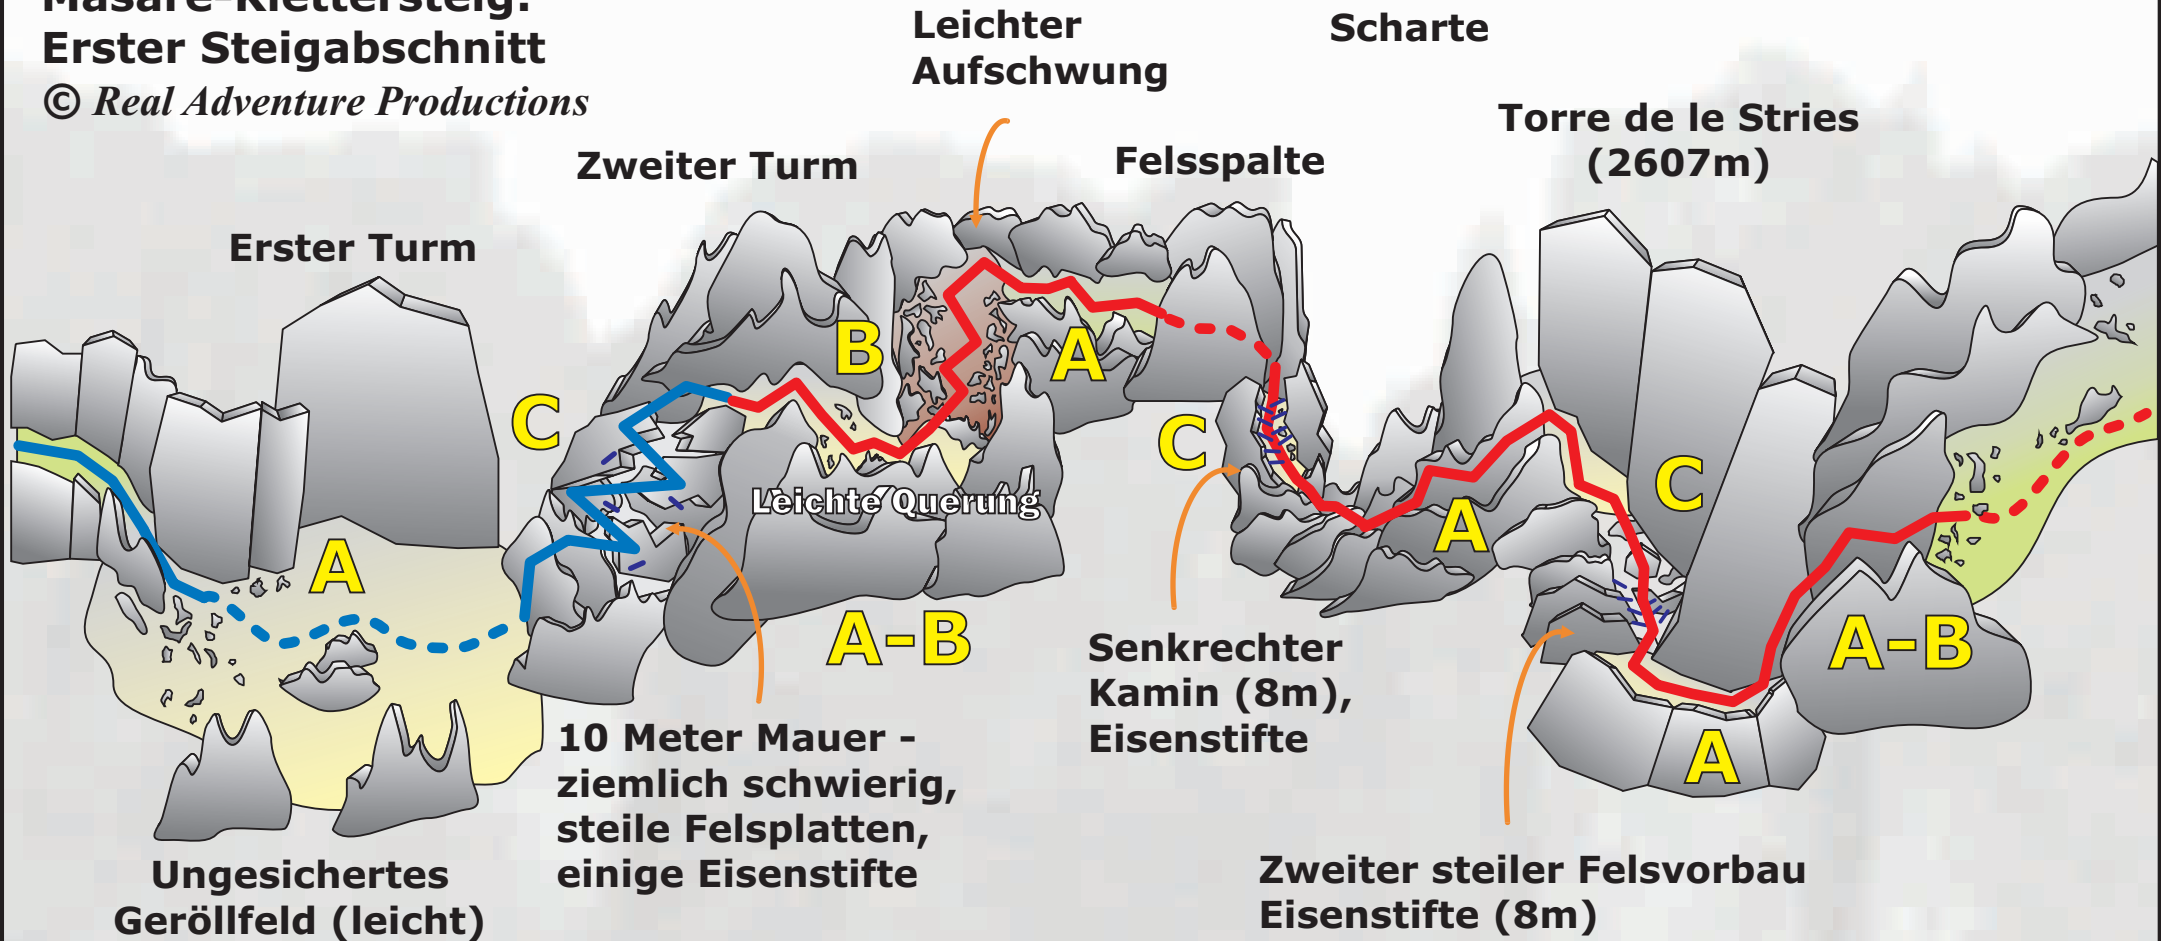 Masarè-Klettersteig:
Erster Steigabschnitt
© Real Adventure Productions
Leichter
Aufschwung
Scharte
Torre de le Stries
(2607m)
Zweiter Turm
Felsspalte
Erster Turm
B
A
C
C
C
Leichte Querung
A
A
A-B
A-B
A
Senkrechter
Kamin (8m),
Eisenstifte
10 Meter Mauer -
ziemlich schwierig,
steile Felsplatten,
einige Eisenstifte
Ungesichertes
Geröllfeld (leicht)
Zweiter steiler Felsvorbau
Eisenstifte (8m)